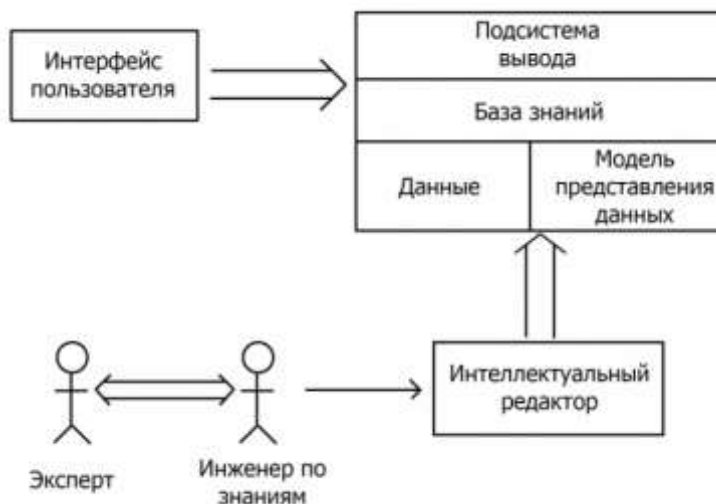 Интерфейс
пользователя
Подсистема
вывода
База знаний
Данные
Модель
представления
данных
Интеллектуальный
редактор
Эксперт
Инженер по
знаниям